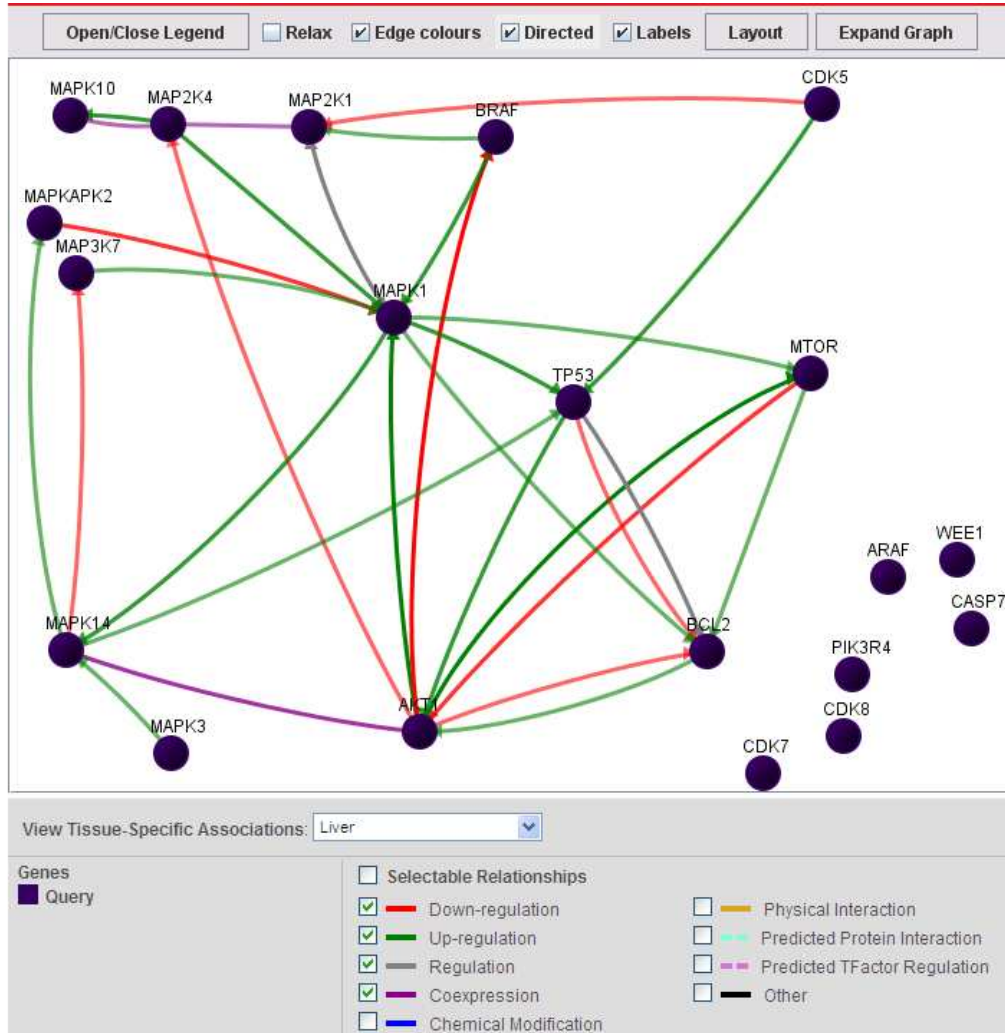 Open/Close Legend Relax Edge colours Directed Labels Layout Expand Graph
CDK5
MAPK10
MAP2K4
MAP2K1
BRAF
MAPKAPK2
MAP3K7
MAPK1
MTOR
TP53
WEE1
ARAF
CASP7
MAPK14
BCL2
PIK3R4
AKT1
MAPK3
CDK8
CDK7
View Tissue-Specific Associations: Liver
Genes
Query
Selectable Relationships
Down-regulation
Up-regulation
Regulation
Coexpression
Chemical Modification
Physical Interaction
Predicted Protein Interaction
Predicted TFactor Regulation
Other